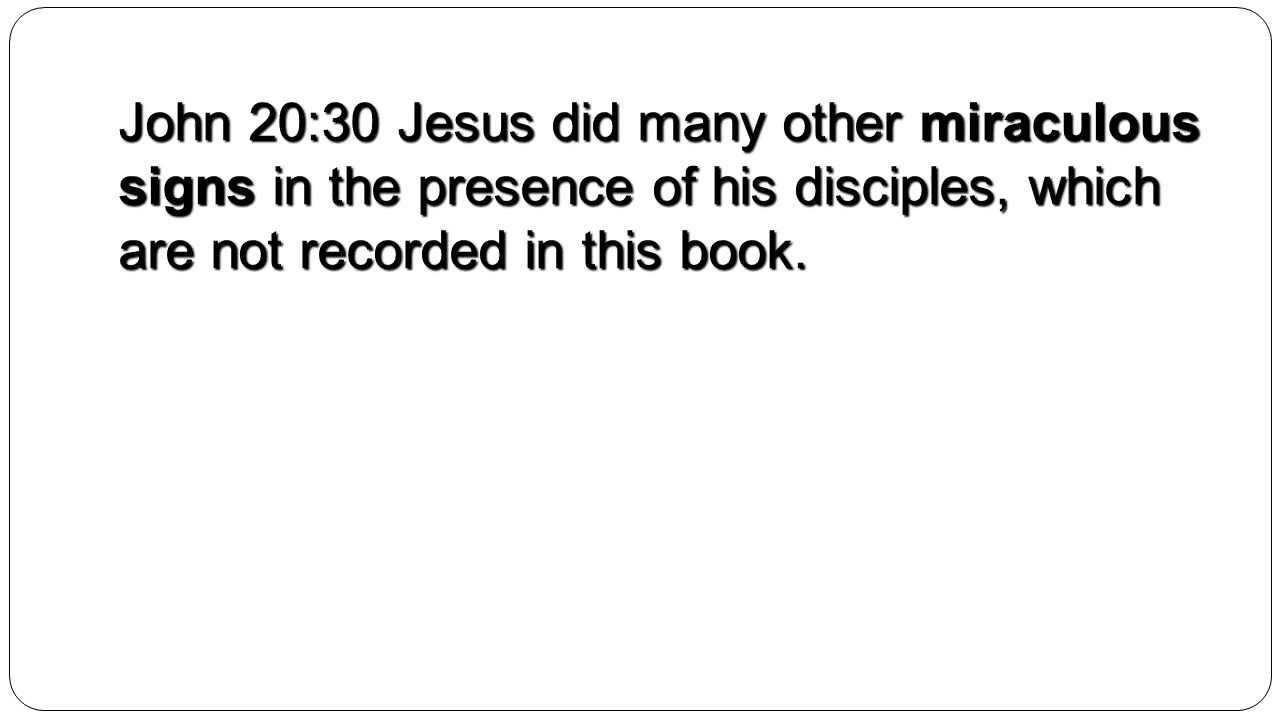 John 20:30 Jesus did many other miraculous
signs in the presence of his disciples, which
are not recorded in this book.